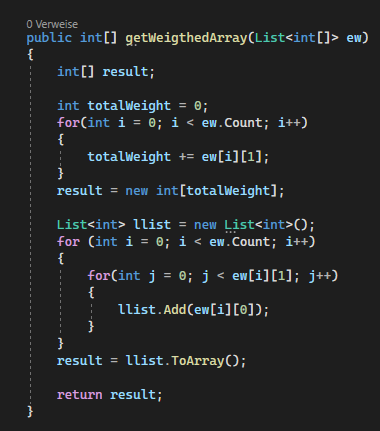 0 Verweise
public int[] getWeigthedArray(List<int[]> ew)
{
    int[] result;

    int totalWeight = 0;
    for(int i = 0; i < ew.Count; i++)
    {
        totalWeight += ew[i][1];
    }
    result = new int[totalWeight];

    List<int> llist = new List<int>();
    for (int i = 0; i < ew.Count; i++)
    {
        for(int j = 0; j < ew[i][1]; j++)
        {
            llist.Add(ew[i][0]);
        }
    }
    result = llist.ToArray();

    return result;
}